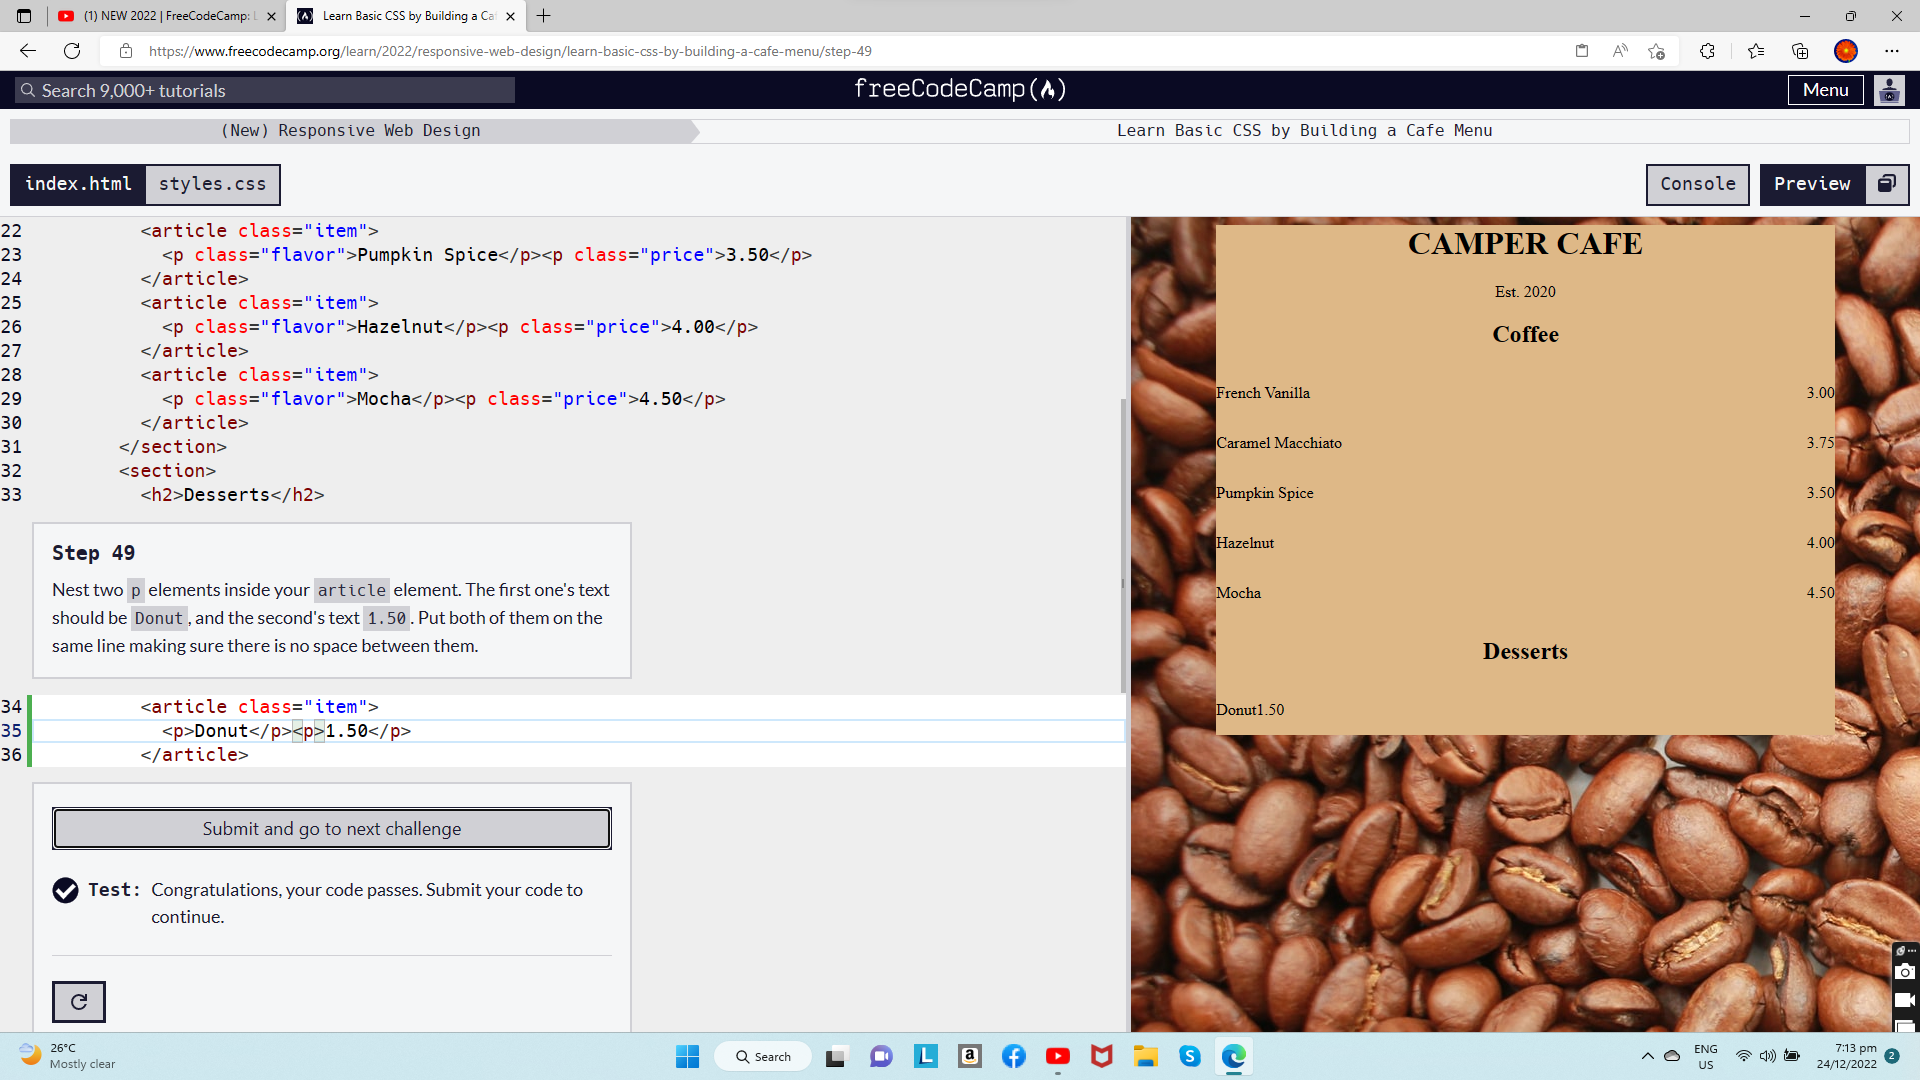 (1) NEW 2022 | FreeCodeCamp: L
Learn Basic CSS by Building a Caf
https://www.freecodecamp.org/learn/2022/responsive-web-design/learn-basic-css-by-building-a-cafe-menu/step-49
Search 9,000+ tutorials
freeCodeCamp
Menu
(New) Responsive Web Design
Learn Basic CSS by Building a Cafe Menu
index.html
styles.css
Console
Preview
22 <article class="item">
23 <p class="flavor">Pumpkin Spice</p><p class="price">3.50</p>
24 </article>
25 <article class="item">
26 <p class="flavor">Hazelnut</p><p class="price">4.00</p>
27 </article>
28 <article class="item">
29 <p class="flavor">Mocha</p><p class="price">4.50</p>
30 </article>
31 </section>
32 <section>
33 <h2>Desserts</h2>
Step 49
Nest two p elements inside your article element. The first one's text
should be Donut, and the second's text 1.50. Put both of them on the
same line making sure there is no space between them.
34 <article class="item">
35 <p>Donut</p><p>1.50</p>
36 </article>
Submit and go to next challenge
Test: Congratulations, your code passes. Submit your code to
continue.
CAMPER CAFE
Est. 2020
Coffee
French Vanilla 3.00
Caramel Macchiato 3.75
Pumpkin Spice 3.50
Hazelnut 4.00
Mocha 4.50
Desserts
Donut1.50
26°C
Mostly clear
Search
ENG
US
7:13 pm
24/12/2022
2